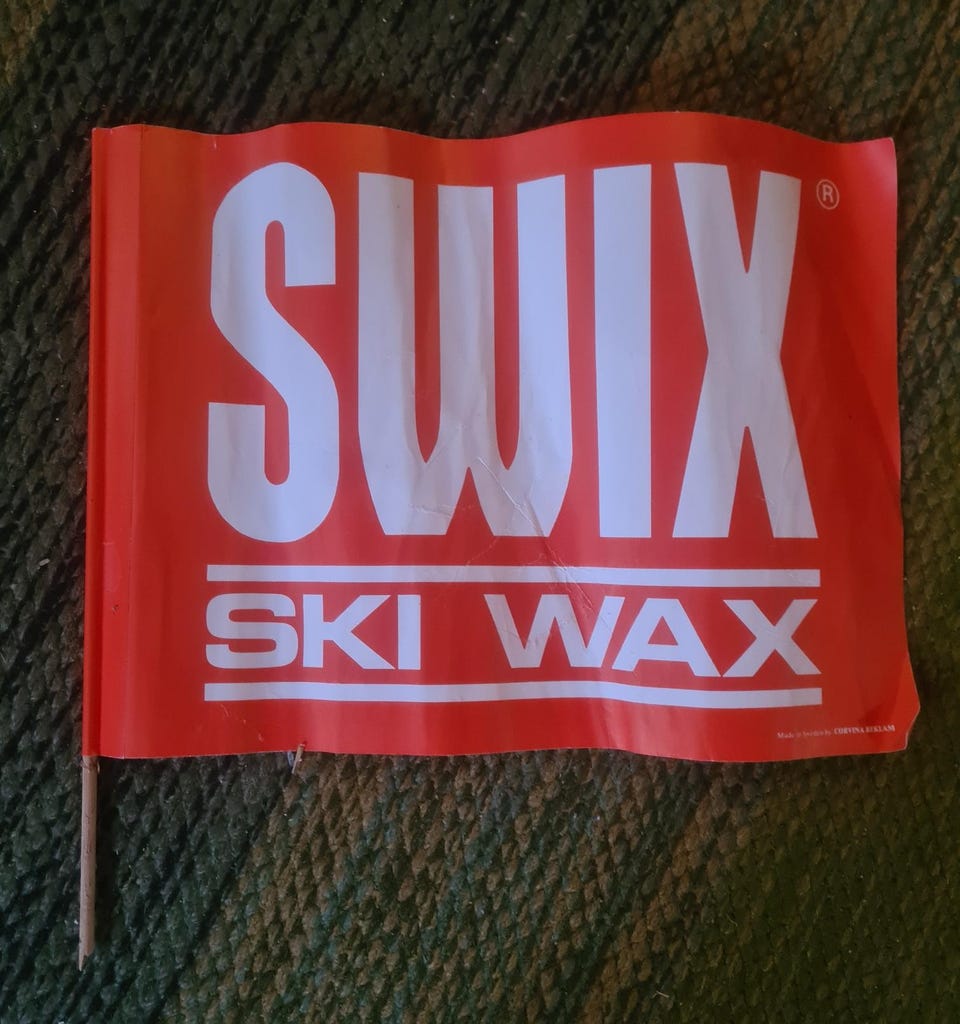 SWIX®
SKI WAX
Made in Sweden by CORVINA REKLAM